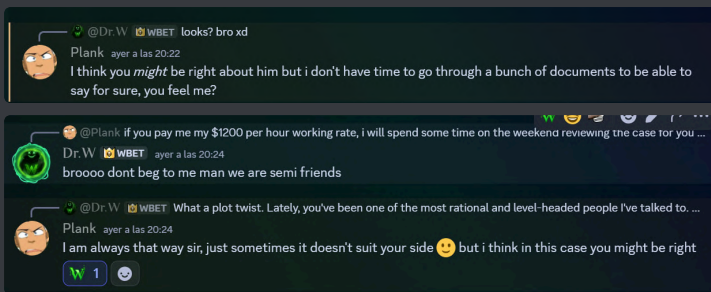 @Dr.W WBET looks? bro xd
Plank ayer a las 20:22
I think you might be right about him but i don't have time to go through a bunch of documents to be able to
say for sure, you feel me?
@Plank if you pay me my $1200 per hour working rate, i will spend some time on the weekend reviewing the case for you ...
Dr.W WBET ayer a las 20:24
broooo dont beg to me man we are semi friends
@Dr.W WBET What a plot twist. Lately, you've been one of the most rational and level-headed people I've talked to. ...
Plank ayer a las 20:24
I am always that way sir, just sometimes it doesn't suit your side 🙂 but i think in this case you might be right
W 1